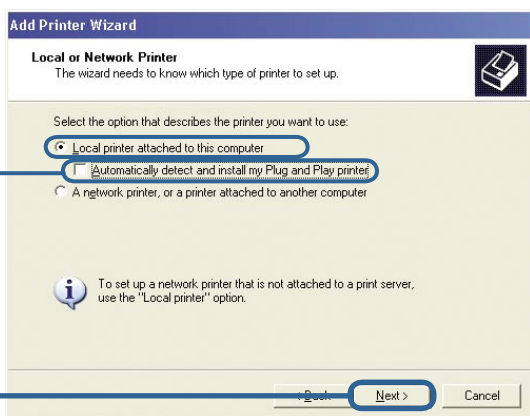 Add Printer Wizard
Local or Network Printer
The wizard needs to know which type of printer to set up.
Select the option that describes the printer you want to use:
Local printer attached to this computer
Automatically detect and install my Plug and Play printer
A network printer, or a printer attached to another computer
To set up a network printer that is not attached to a print server,
use the "Local printer" option.
< Back
Next >
Cancel